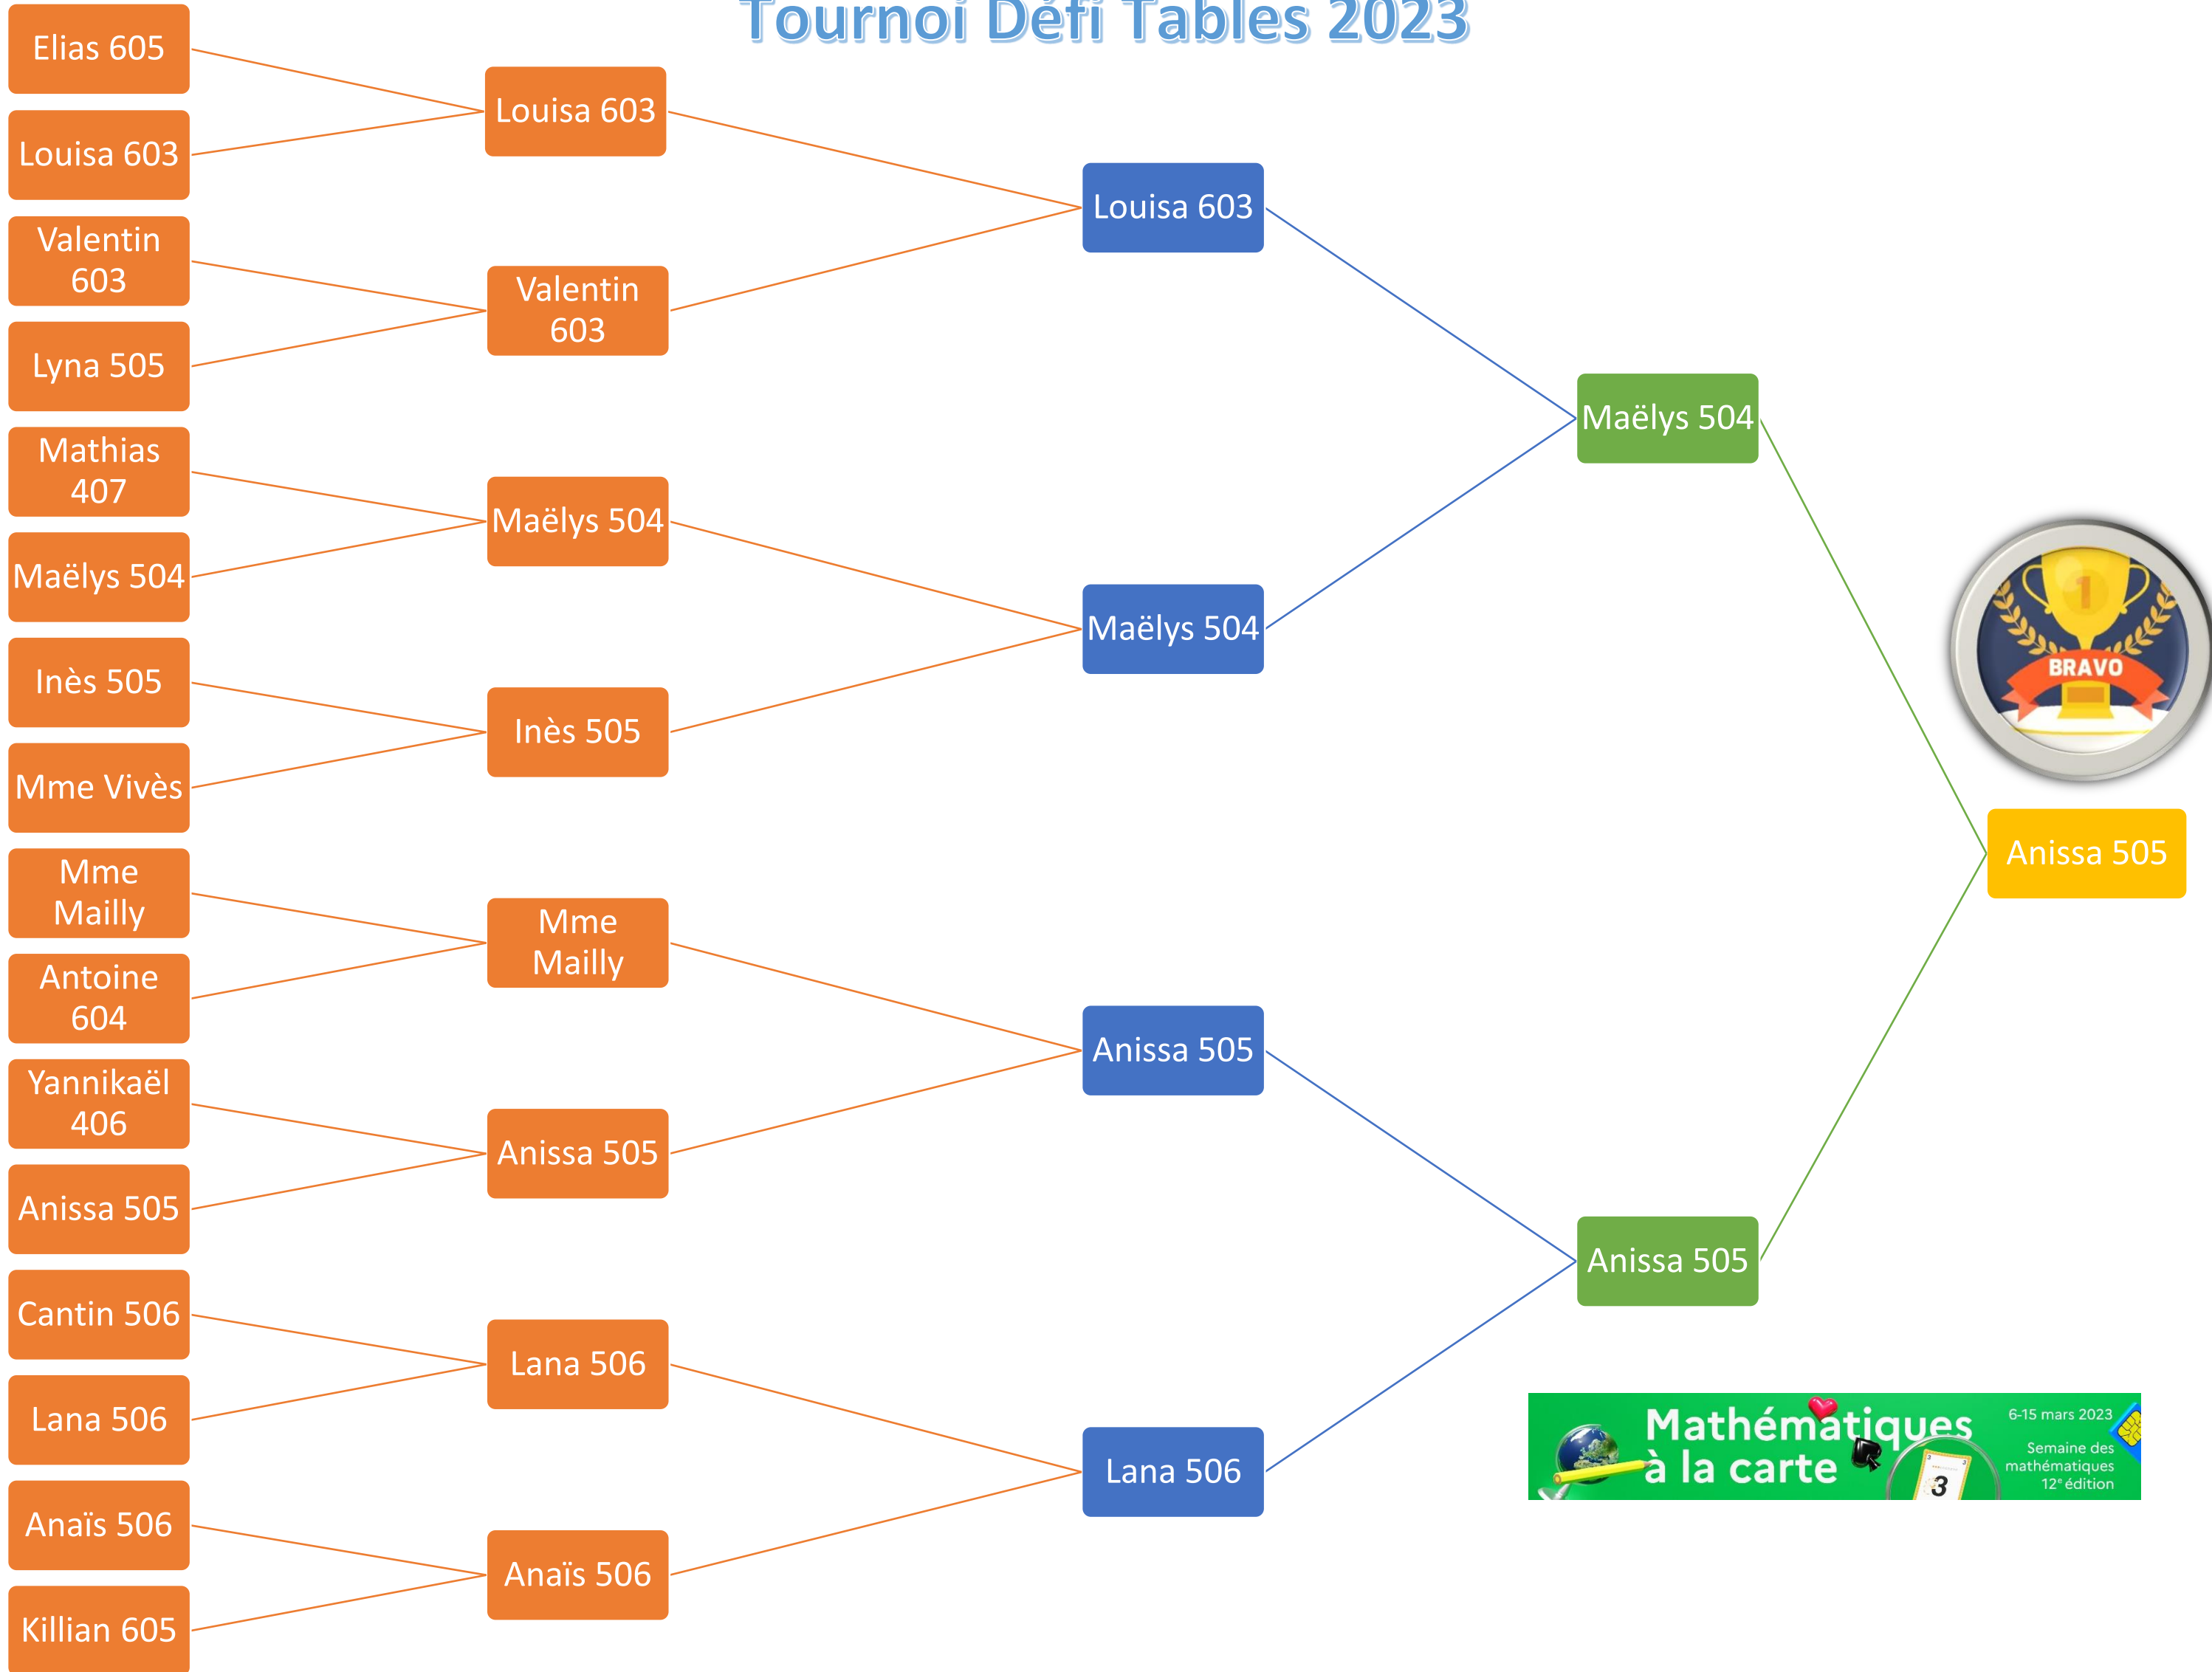 Tournoi Défi Tables 2023
Elias 605
Louisa 603
Valentin
603
Lyna 505
Mathias
407
Maëlys 504
Inès 505
Mme Vivès
Mme
Mailly
Antoine
604
Yannikaël
406
Anissa 505
Cantin 506
Lana 506
Anaïs 506
Killian 605
Louisa 603
Valentin
603
Maëlys 504
Inès 505
Mme
Mailly
Anissa 505
Lana 506
Anaïs 506
Louisa 603
Maëlys 504
Anissa 505
Lana 506
Maëlys 504
Anissa 505
1
BRAVO
Anissa 505
Mathématiques
à la carte
3
6-15 mars 2023
Semaine des
mathématiques
12e édition